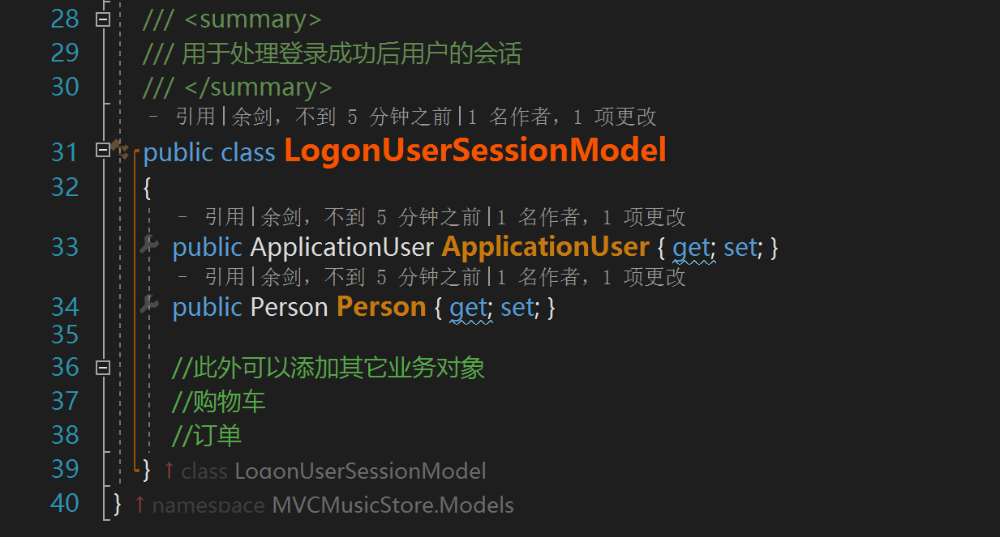 28 /// <summary>
29 /// 用于处理登录成功后用户的会话
30 /// </summary>
- 引用|余剑，不到 5 分钟之前|1 名作者，1 项更改
31 public class LogonUserSessionModel
32 {
- 引用|余剑，不到 5 分钟之前|1 名作者，1 项更改
33 public ApplicationUser ApplicationUser { get; set; }
- 引用|余剑，不到 5 分钟之前|1 名作者，1 项更改
34 public Person Person { get; set; }
35
36 //此外可以添加其它业务对象
37 //购物车
38 //订单
39 } ↑ class LogonUserSessionModel
40 } ↑ namespace MVCMusicStore.Models